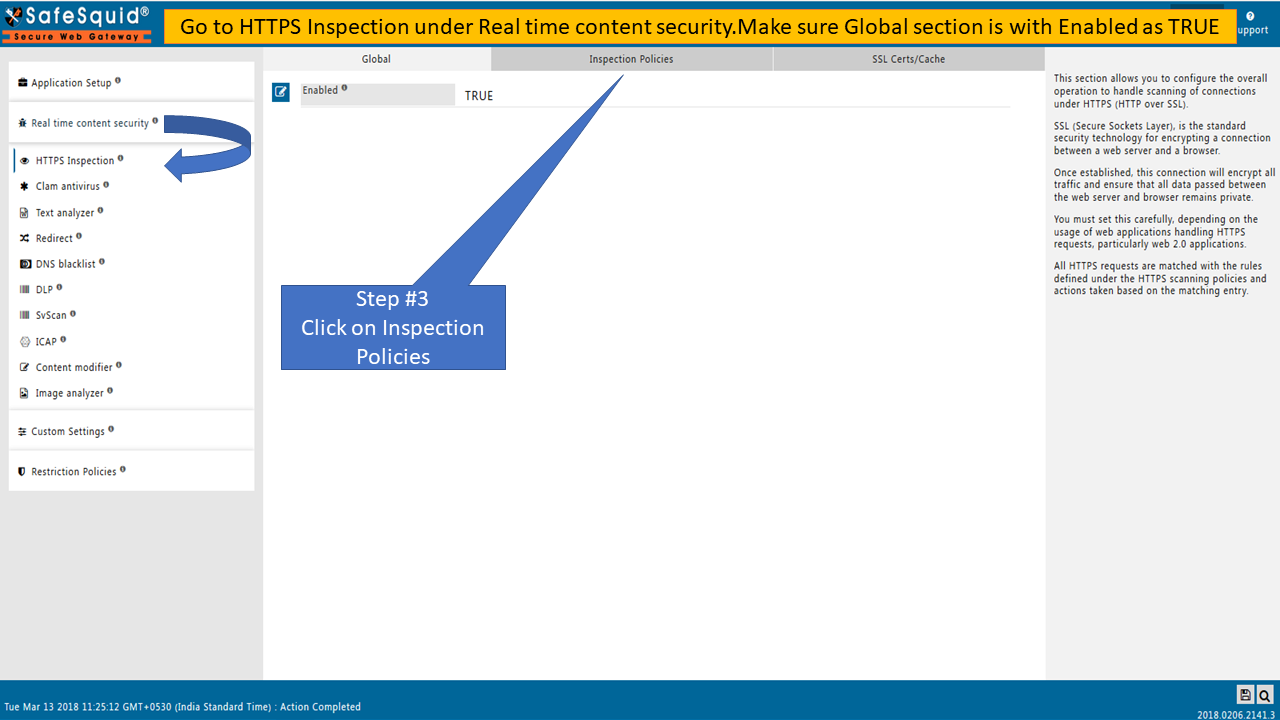 SafeSquid®
Secure Web Gateway
Go to HTTPS Inspection under Real time content security.Make sure Global section is with Enabled as TRUE
upport
Application Setup
Real time content security
HTTPS Inspection
Clam antivirus
Text analyzer
Redirect
DNS blacklist
DLP
SvScan
ICAP
Content modifier
Image analyzer
Custom Settings
Restriction Policies
Global
Inspection Policies
SSL Certs/Cache
Enabled
TRUE
Step #3
Click on Inspection
Policies
This section allows you to configure the overall
operation to handle scanning of connections
under HTTPS (HTTP over SSL).
SSL (Secure Sockets Layer), is the standard
security technology for encrypting a connection
between a web server and a browser.
Once established, this connection will encrypt all
traffic and ensure that all data passed between
the web server and browser remains private.
You must set this carefully, depending on the
usage of web applications handling HTTPS
requests, particularly web 2.0 applications.
All HTTPS requests are matched with the rules
defined under the HTTPS scanning policies and
actions taken based on the matching entry.
Tue Mar 13 2018 11:25:12 GMT+0530 (India Standard Time) : Action Completed
2018.0206.2141.3